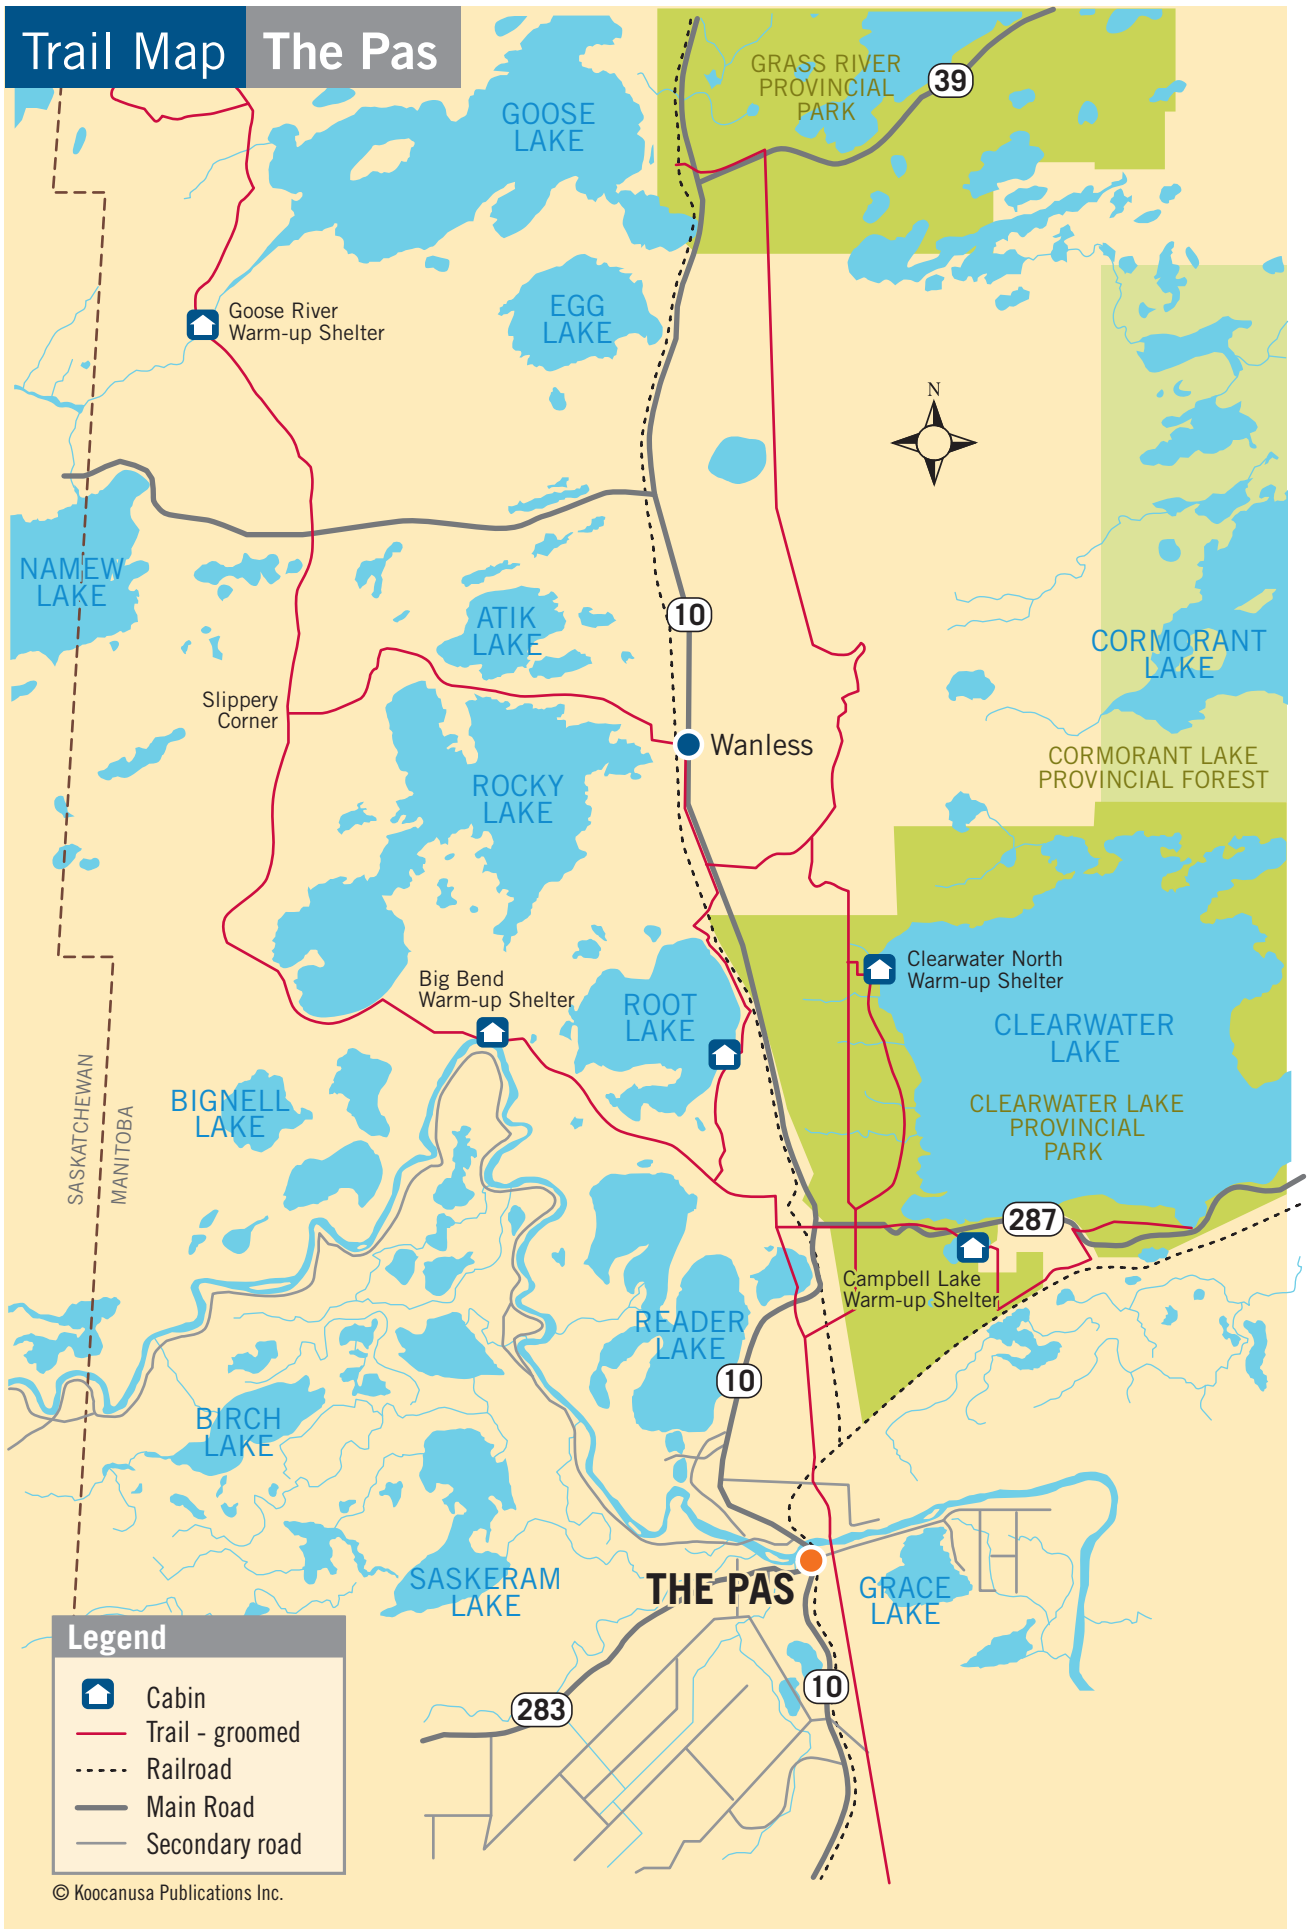 Trail Map The Pas
GRASS RIVER
PROVINCIAL
PARK
39
GOOSE
LAKE
EGG
LAKE
Goose River
Warm-up Shelter
N
NAMEW
LAKE
ATIK
LAKE
10
CORMORANT
LAKE
Slippery
Corner
Wanless
CORMORANT LAKE
PROVINCIAL FOREST
ROCKY
LAKE
Big Bend
Warm-up Shelter
ROOT
LAKE
Clearwater North
Warm-up Shelter
CLEARWATER
LAKE
CLEARWATER LAKE
PROVINCIAL
PARK
SASKATCHEWAN
MANITOBA
BIGNELL
LAKE
287
Campbell Lake
Warm-up Shelter
READER
LAKE
10
BIRCH
LAKE
SASKERAM
LAKE
THE PAS
GRACE
LAKE
10
283
Legend
Cabin
Trail - groomed
Railroad
Main Road
Secondary road
© Koocanusa Publications Inc.